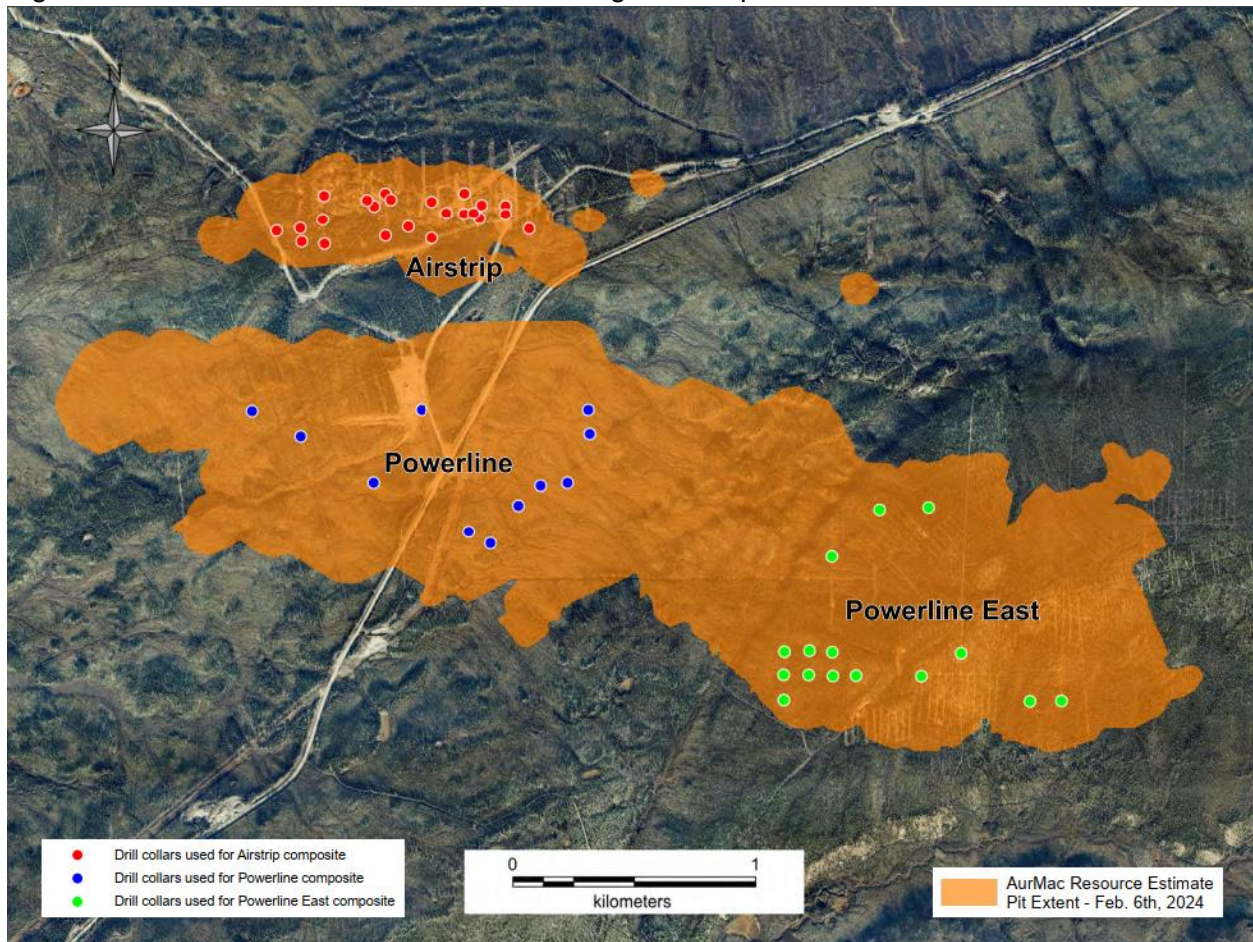 N
Airstrip
Powerline
Powerline East
Drill collars used for Airstrip composite
Drill collars used for Powerline composite
Drill collars used for Powerline East composite
0 1
kilometers
AurMac Resource Estimate
Pit Extent - Feb. 6th, 2024